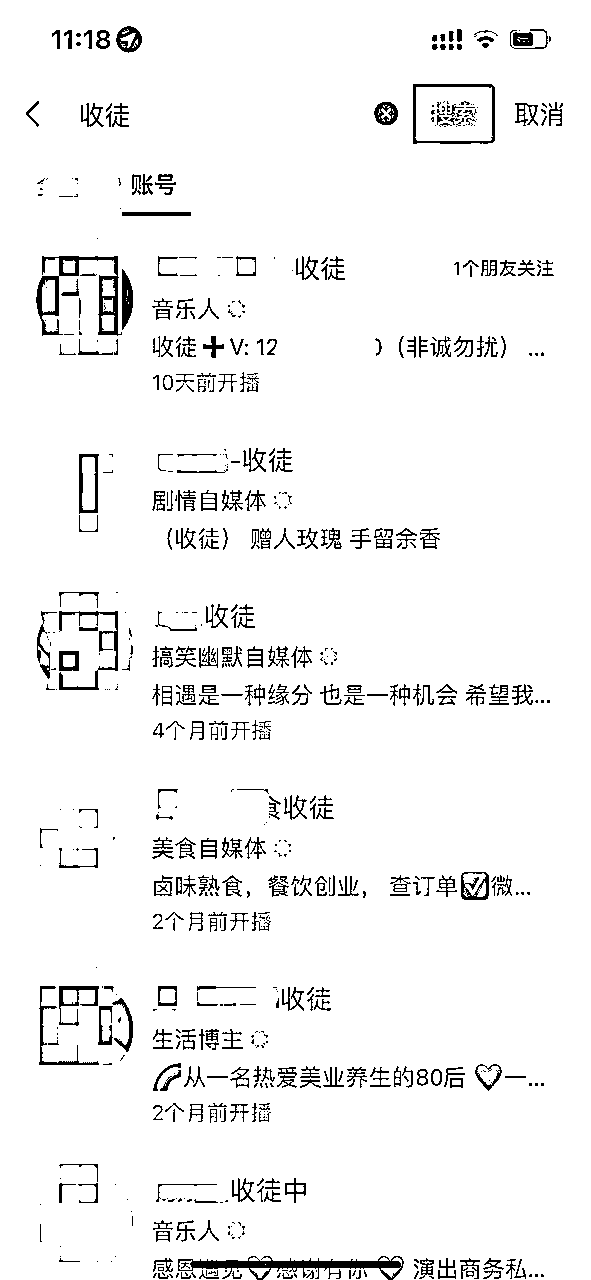 11:18
收徒 搜索 取消
账号
收徒 1个朋友关注
音乐人
收徒➕V: 12 ）（非诚勿扰） ...
10天前开播
-收徒
剧情自媒体
（收徒） 赠人玫瑰 手留余香
收徒
搞笑幽默自媒体
相遇是一种缘分 也是一种机会 希望我...
4个月前开播
食收徒
美食自媒体
卤味熟食，餐饮创业， 查订单✅微...
2个月前开播
收徒
生活博主
🌈从一名热爱美业养生的80后 ♡一...
2个月前开播
收徒中
音乐人
感恩遇见♡感谢有你♡ 演出商务私...